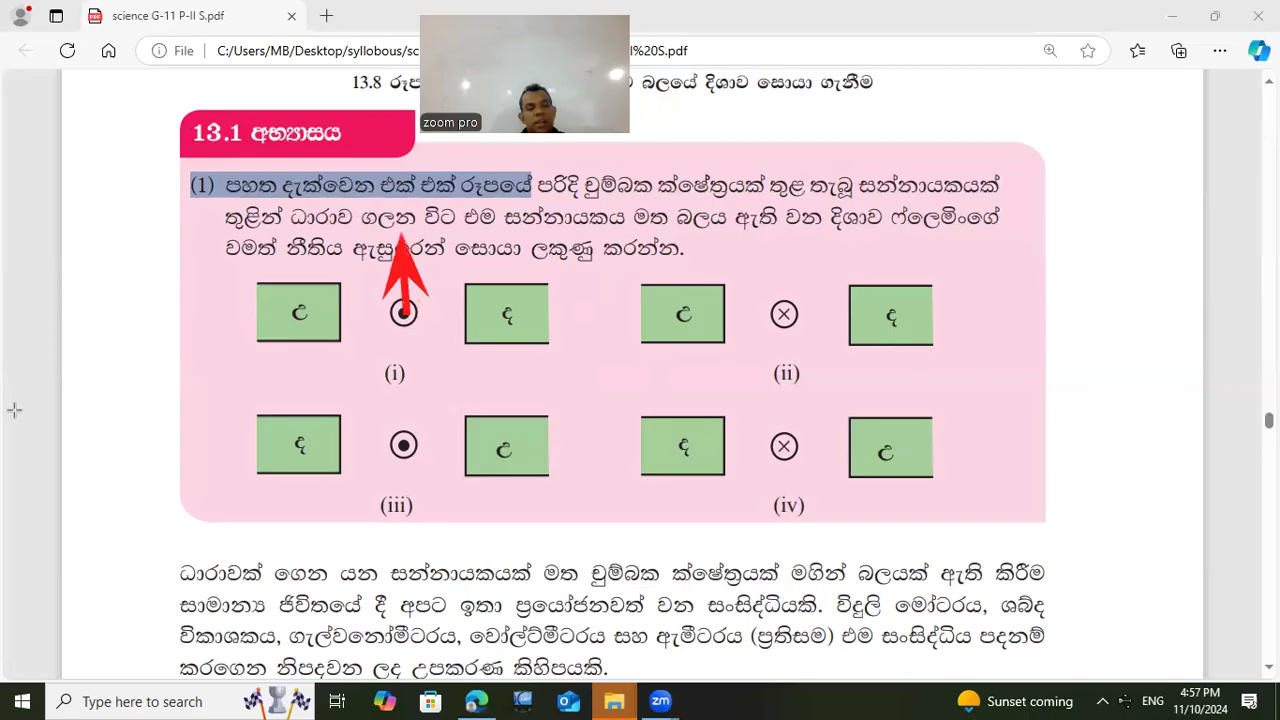 science G-11 P-II S.pdf
File C:/Users/MB/Desktop/syllobous/sc l%20S.pdf
13.8 බලයේ දිශාව සොයා ගැනීම
zoom pro
13.1 අභ්‍යාසය
(1) පහත දැක්වෙන එක් එක් රූපයේ පරිදි චුම්බක ක්ෂේත්‍රයක් තුළ තැබූ සන්නායකයක්
තුළින් ධාරාව ගලන විට එම සන්නායකය මත බලය ඇති වන දිශාව ෆ්ලෙමිංගේ
වමත් නීතිය ඇසුරෙන් සොයා ලකුණු කරන්න.
උ ද උ ද
(i) (ii)
ද උ ද උ
(iii) (iv)
ධාරාවක් ගෙන යන සන්නායකයක් මත චුම්බක ක්ෂේත්‍රයක් මගින් බලයක් ඇති කිරීම
සාමාන්‍ය ජිවිතයේ දී අපට ඉතා ප්‍රයෝජනවත් වන සංසිද්ධියකි. විදුලි මෝටරය, ශබ්ද
විකාශකය, ගැල්වනෝමීටරය, වෝල්ට්මීටරය සහ ඇමීටරය (ප්‍රතිසම) එම සංසිද්ධිය පදනම්
කරගෙන නිපදවන ලද උපකරණ කිහිපයකි.
Type here to search
zm
Sunset coming
ENG
4:57 PM
11/10/2024